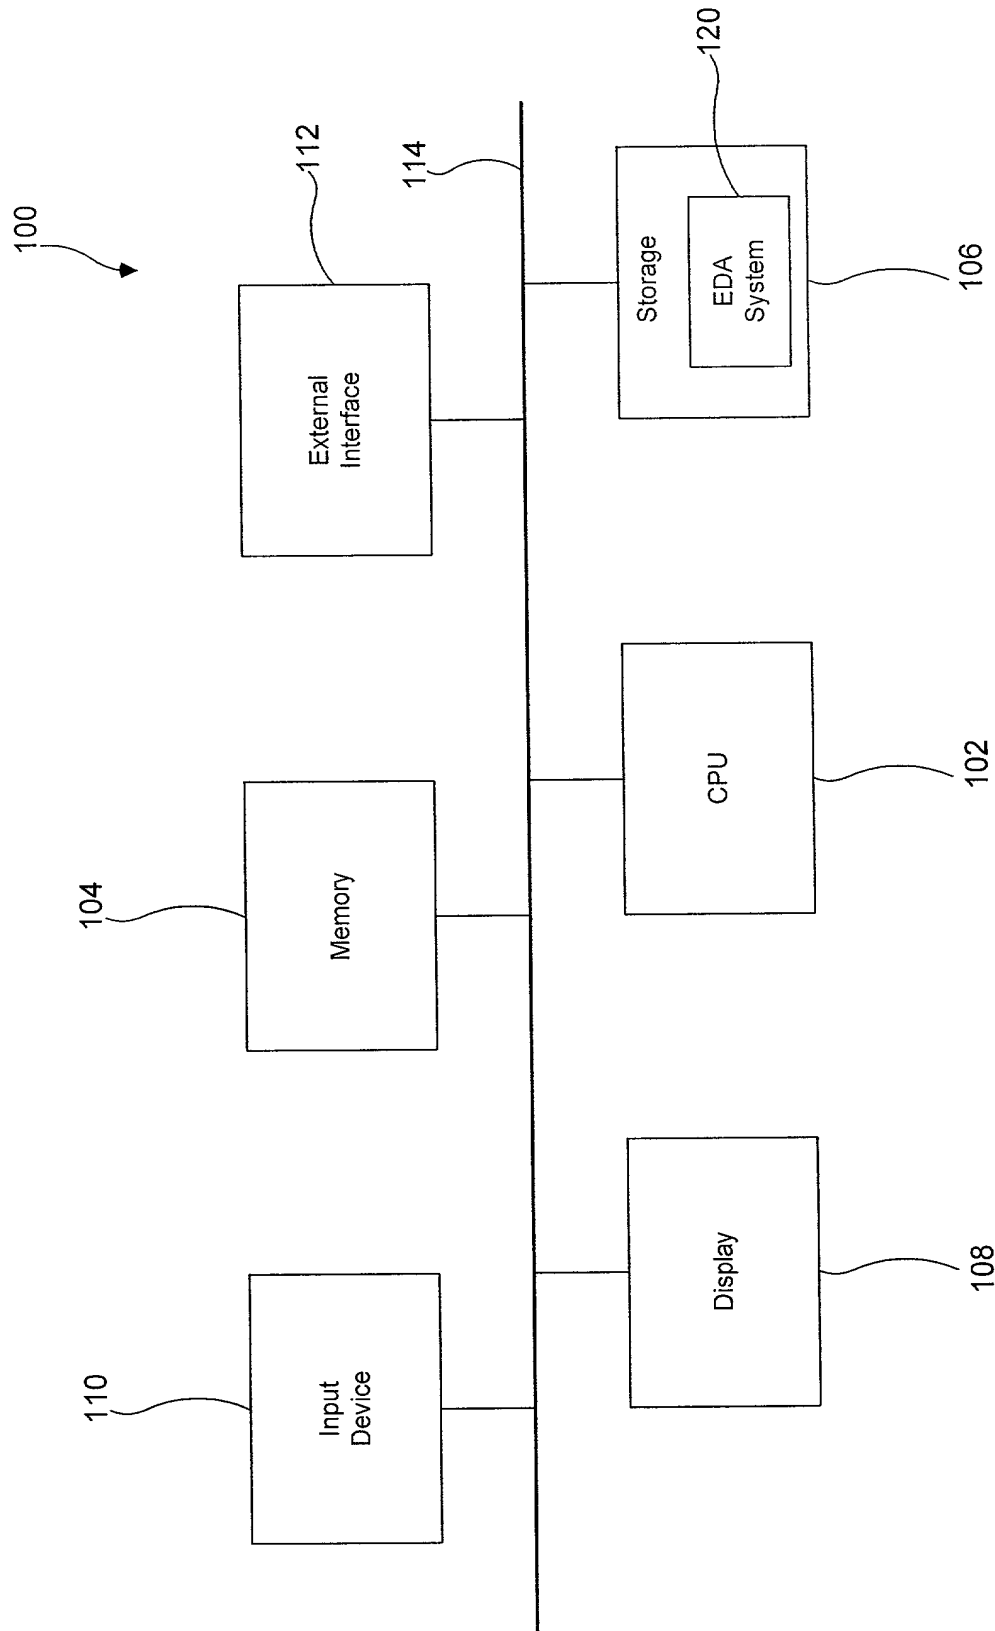 100
110
Input
Device
104
Memory
112
External
Interface
114
Display
108
CPU
102
Storage
EDA
System
120
106